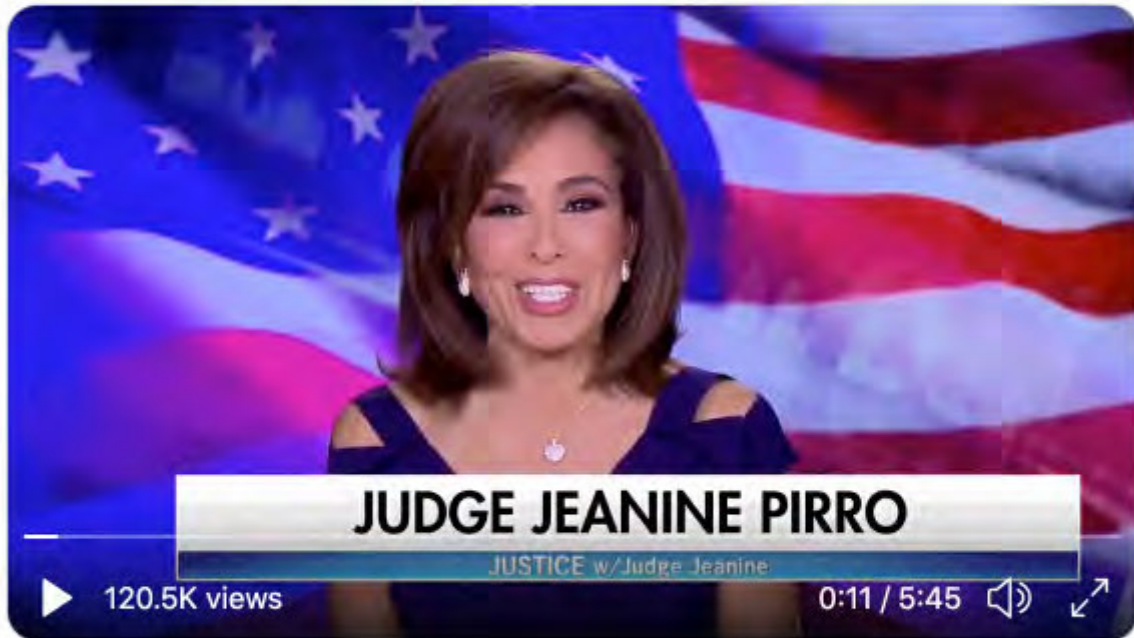 JUDGE JEANINE PIRRO
JUSTICE w/Judge Jeanine
120.5K views
0:11 / 5:45